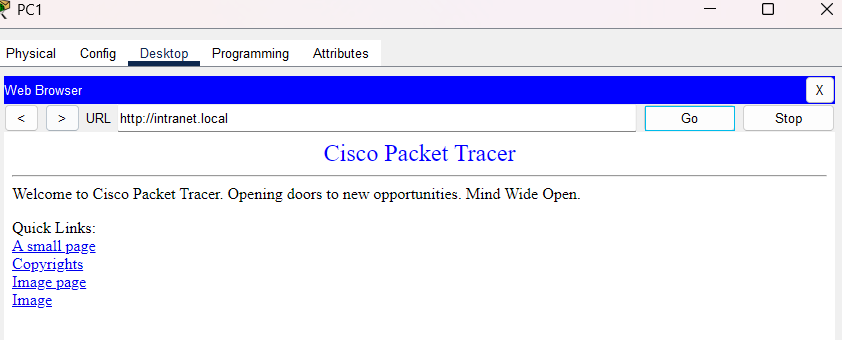 PC1
Physical Config Desktop Programming Attributes
Web Browser X
< > URL http://intranet.local Go Stop
Cisco Packet Tracer
Welcome to Cisco Packet Tracer. Opening doors to new opportunities. Mind Wide Open.
Quick Links:
A small page
Copyrights
Image page
Image